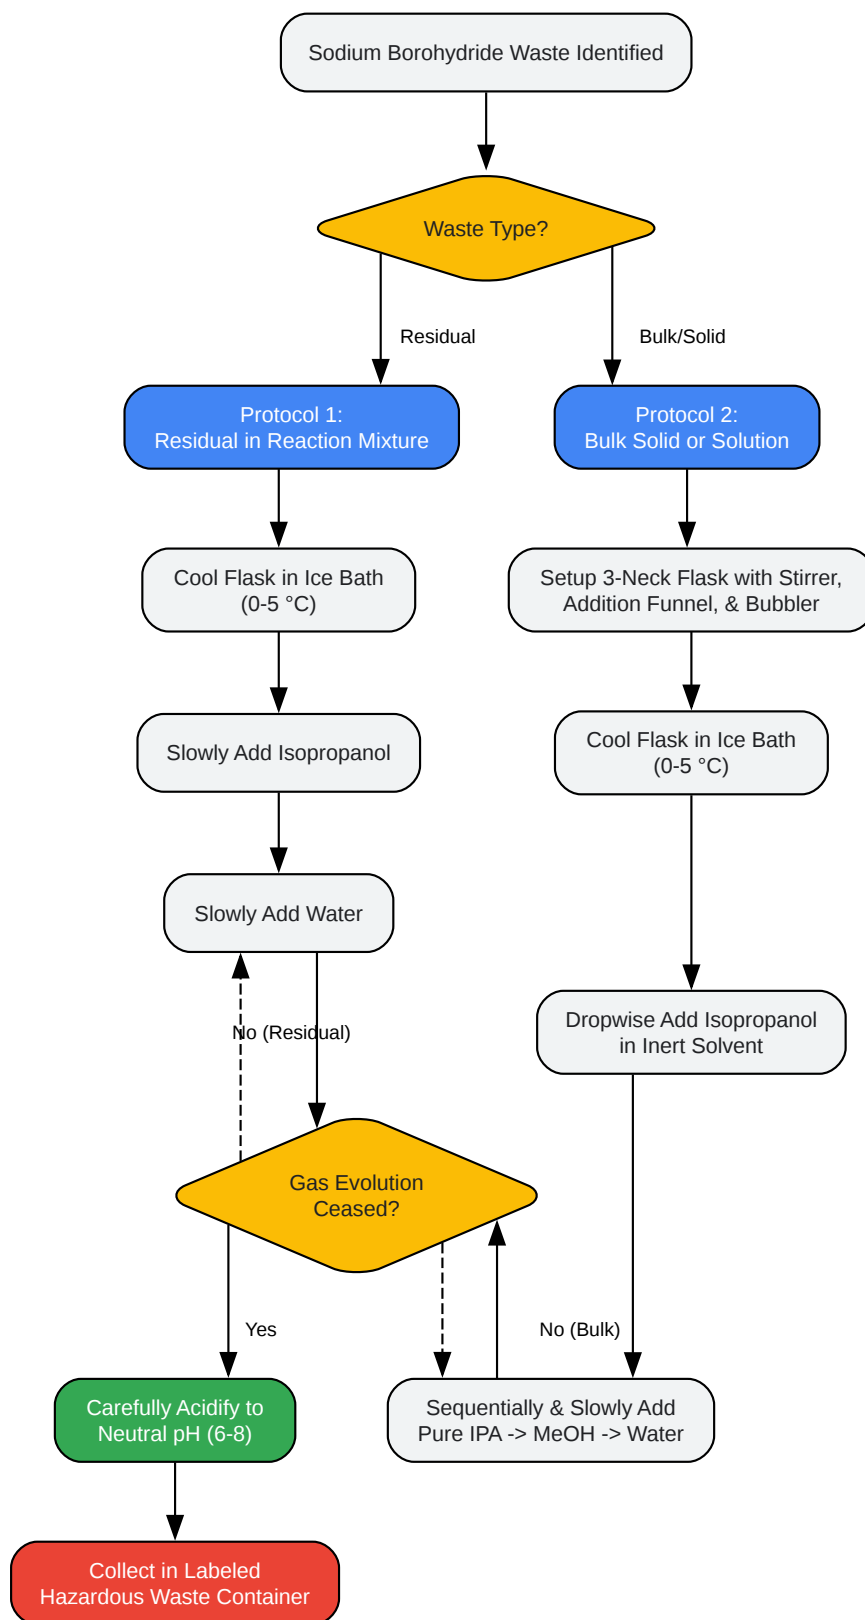 Sodium Borohydride Waste Identified
Waste Type?
Residual
Bulk/Solid
Protocol 1:
Residual in Reaction Mixture
Protocol 2:
Bulk Solid or Solution
Cool Flask in Ice Bath
(0-5 °C)
Setup 3-Neck Flask with Stirrer,
Addition Funnel, & Bubbler
Slowly Add Isopropanol
Cool Flask in Ice Bath
(0-5 °C)
Slowly Add Water
No (Residual)
Dropwise Add Isopropanol
in Inert Solvent
Gas Evolution
Ceased?
Yes
No (Bulk)
Carefully Acidify to
Neutral pH (6-8)
Sequentially & Slowly Add
Pure IPA -> MeOH -> Water
Collect in Labeled
Hazardous Waste Container